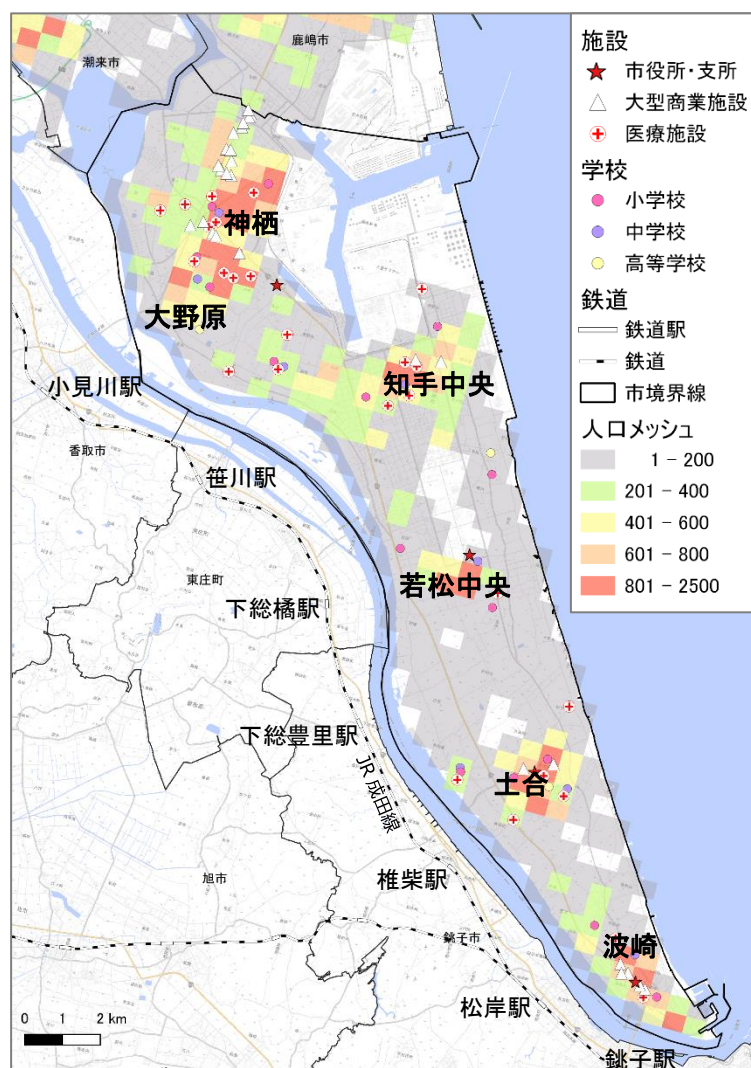 鹿嶋市
潮来市
神栖
大野原
小見川駅
香取市
知手中央
笹川駅
東庄町
若松中央
下総橘駅
下総豊里駅
JR成田線
土合
旭市
椎柴駅
銚子市
波崎
松岸駅
銚子駅
0 1 2 km
施設
市役所・支所
大型商業施設
医療施設
学校
小学校
中学校
高等学校
鉄道
鉄道駅
鉄道
市境界線
人口メッシュ
1 - 200
201 - 400
401 - 600
601 - 800
801 - 2500